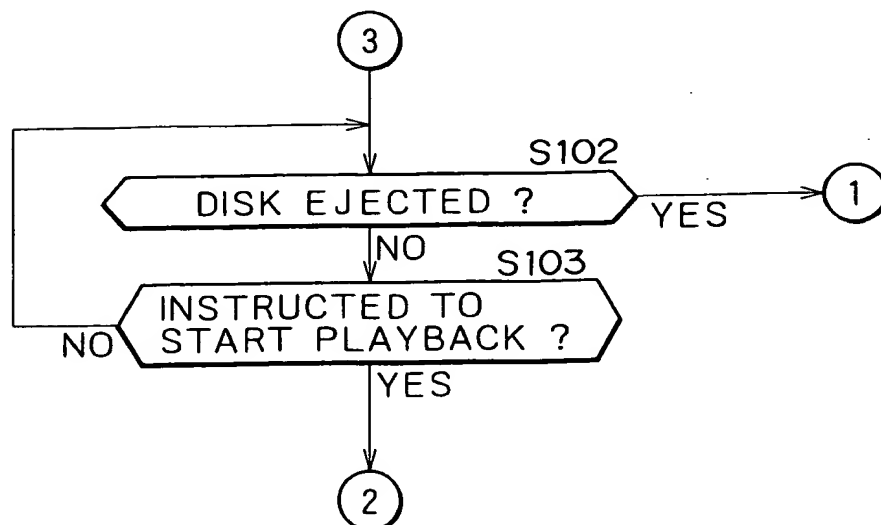 3
S102
DISK EJECTED ?
YES
1
NO
S103
INSTRUCTED TO
START PLAYBACK ?
NO
YES
2